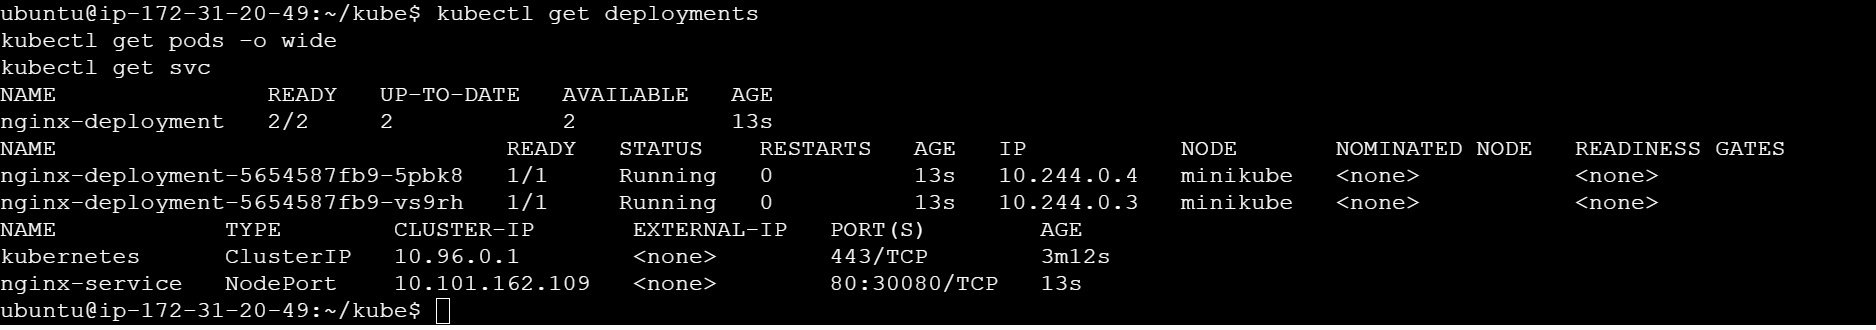 ubuntu@ip-172-31-20-49:~/kube$ kubectl get deployments
kubectl get pods -o wide
kubectl get svc
NAME               READY   UP-TO-DATE   AVAILABLE   AGE
nginx-deployment   2/2     2            2           13s
NAME                                READY   STATUS    RESTARTS   AGE   IP           NODE       NOMINATED NODE   READINESS GATES
nginx-deployment-5654587fb9-5pbk8   1/1     Running   0          13s   10.244.0.4   minikube   <none>           <none>
nginx-deployment-5654587fb9-vs9rh   1/1     Running   0          13s   10.244.0.3   minikube   <none>           <none>
NAME            TYPE        CLUSTER-IP       EXTERNAL-IP   PORT(S)        AGE
kubernetes      ClusterIP   10.96.0.1        <none>        443/TCP        3m12s
nginx-service   NodePort    10.101.162.109   <none>        80:30080/TCP   13s
ubuntu@ip-172-31-20-49:~/kube$